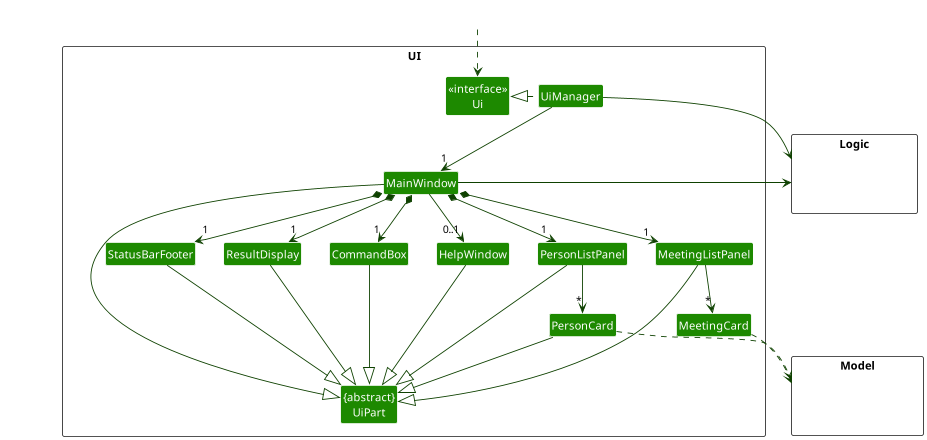 UI
«interface»
Ui
UiManager
Logic
1
MainWindow
1
1
1
0..1
1
1
StatusBarFooter
ResultDisplay
CommandBox
HelpWindow
PersonListPanel
MeetingListPanel
*
*
PersonCard
MeetingCard
Model
{abstract}
UiPart